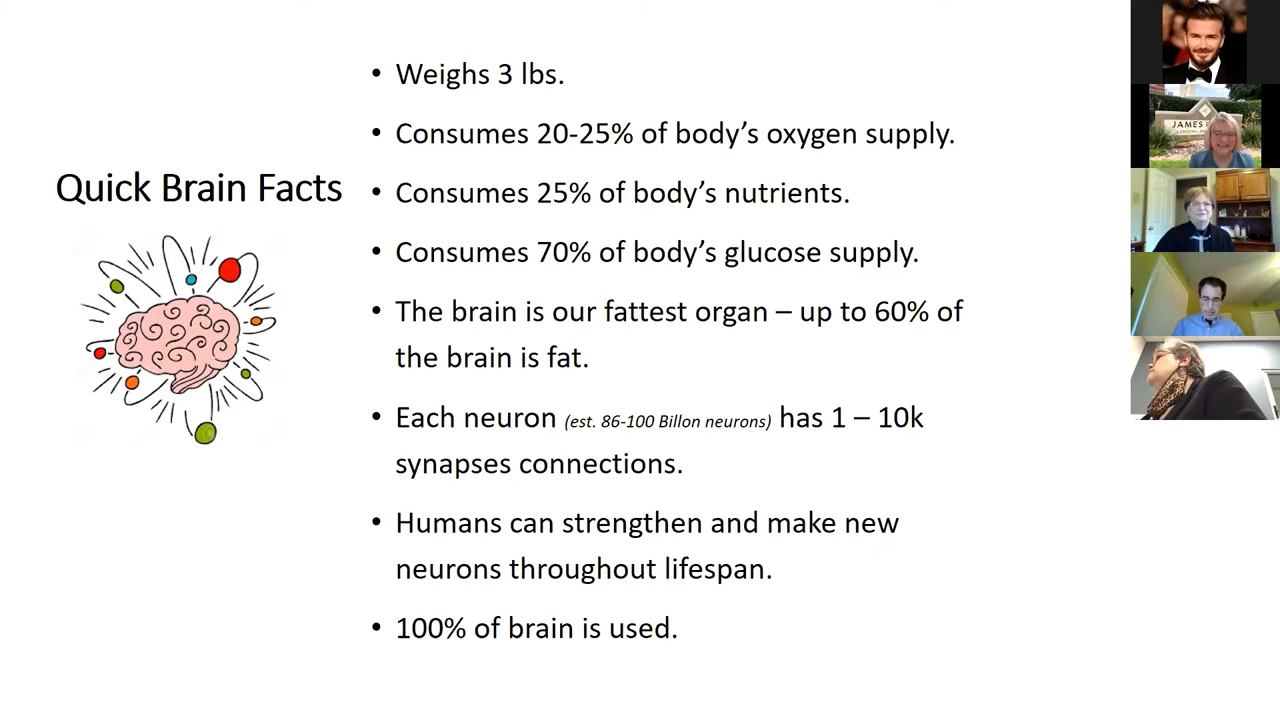 Quick Brain Facts
• Weighs 3 lbs.
• Consumes 20-25% of body’s oxygen supply.
• Consumes 25% of body’s nutrients.
• Consumes 70% of body’s glucose supply.
• The brain is our fattest organ – up to 60% of
the brain is fat.
• Each neuron (est. 86-100 Billon neurons) has 1 – 10k
synapses connections.
• Humans can strengthen and make new
neurons throughout lifespan.
• 100% of brain is used.
JAMES